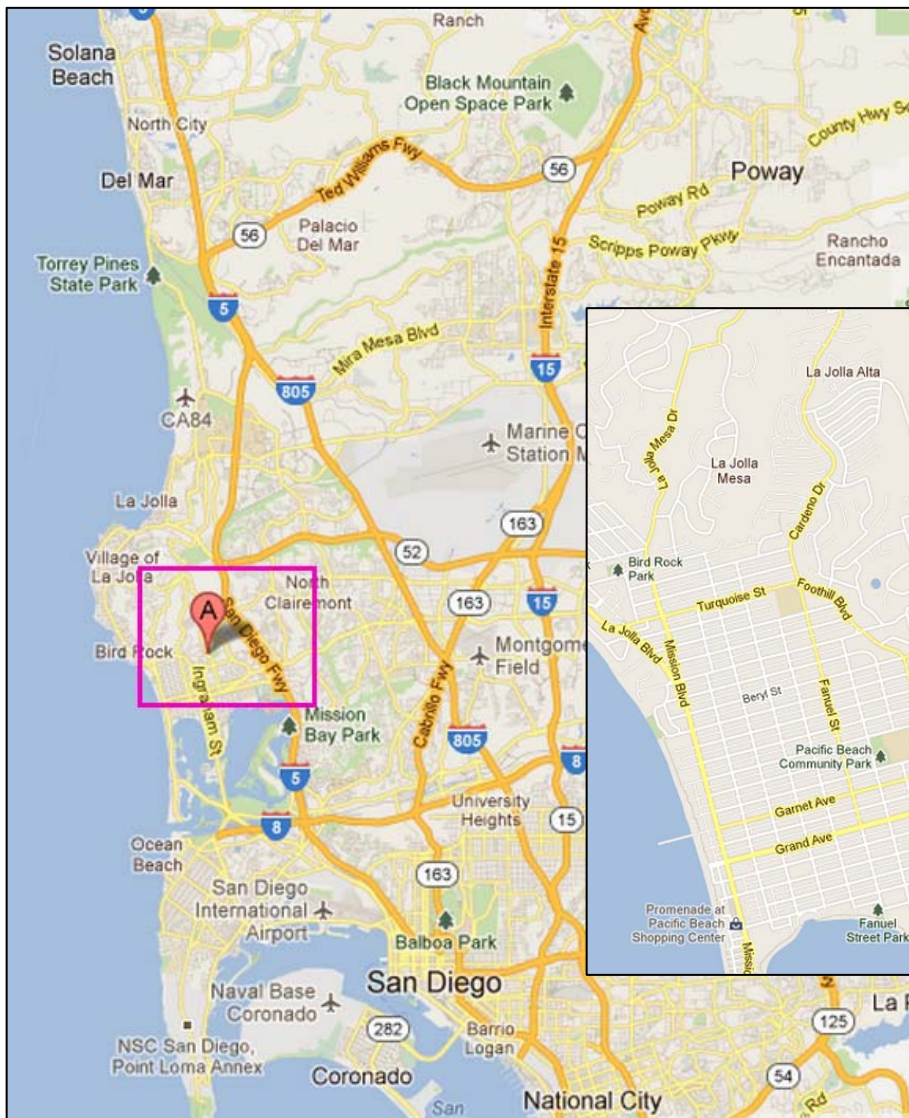 Ranch
Solana
Beach
Black Mountain
Open Space Park
North City
Ted Williams Fwy
56
56
County Hwy
Poway
Del Mar
Poway Rd
Palacio
Del Mar
Scripps Poway Pkwy
Rancho
Encantada
Torrey Pines
State Park
5
Interstate 15
Mira Mesa Blvd
15
805
CA84
Marine
Station
La Jolla
163
52
Village of
La Jolla
North
Clairemont
163
15
A
San Diego Fwy
Bird Rock
Ingraham St
Montgome
Field
Cabrillo Fwy
Mission
Bay Park
805
5
8
8
University
Heights
15
Ocean
Beach
163
San Diego
International
Airport
Balboa Park
San Diego
Naval Base
Coronado
282
Barrio
Logan
NSC San Diego,
Point Loma Annex
Coronado
National City
San
125
La
54
Rd
La Jolla Alta
La Jolla Mesa Dr
La Jolla
Mesa
Cardeno Dr
Bird Rock
Park
Foothill Blvd
Turquoise St
La Jolla Blvd
Mission Blvd
Beryl St
Fanuel St
Pacific Beach
Community Park
Garnet Ave
Grand Ave
Promenade at
Pacific Beach
Shopping Center
Fanuel
Street Park
Missio